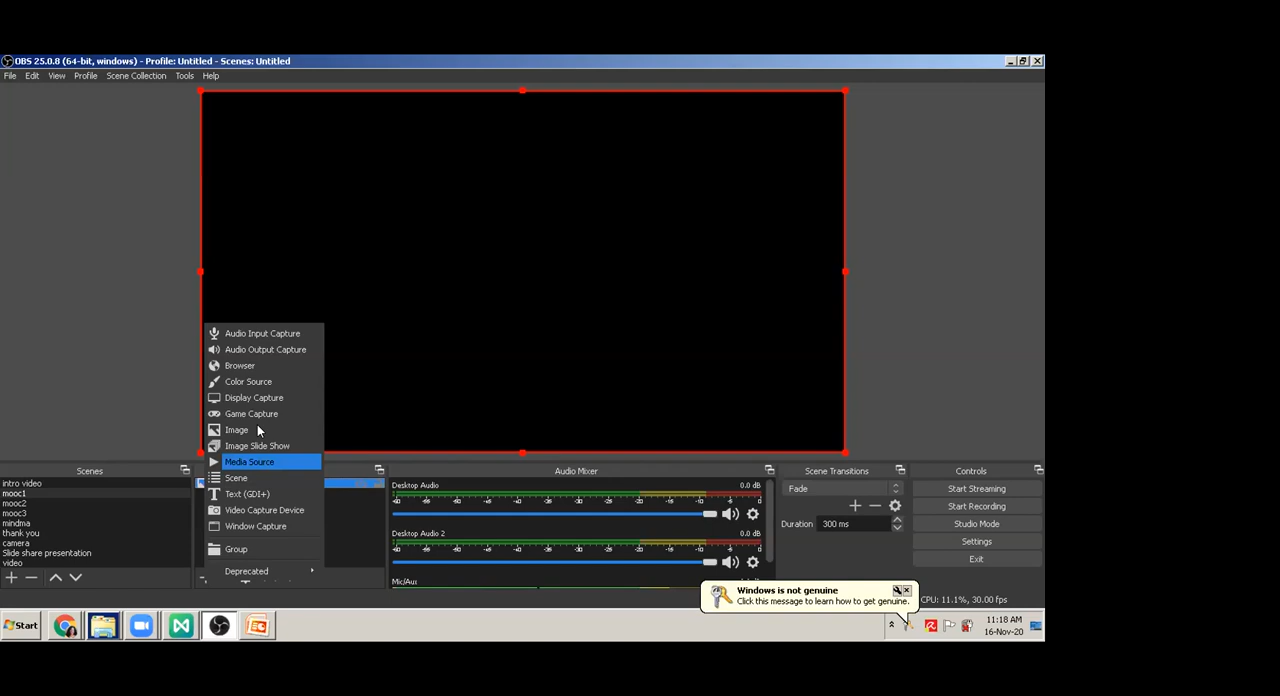 OBS 25.0.8 (64-bit, windows) - Profile: Untitled - Scenes: Untitled
File Edit View Profile Scene Collection Tools Help
Audio Input Capture
Audio Output Capture
Browser
Color Source
Display Capture
Game Capture
Image
Image Slide Show
Media Source
Scene
Text (GDI+)
Video Capture Device
Window Capture
Group
Deprecated
Scenes
intro video
mooc1
mooc2
mooc3
mindma
thank you
camera
Slide share presentation
video
Audio Mixer
Desktop Audio 0.0 dB
Desktop Audio 2 0.0 dB
Mic/Aux
Scene Transitions
Fade
Duration 300 ms
Controls
Start Streaming
Start Recording
Studio Mode
Settings
Exit
Windows is not genuine
Click this message to learn how to get genuine.
CPU: 11.1%, 30.00 fps
Start
11:18 AM
16-Nov-20